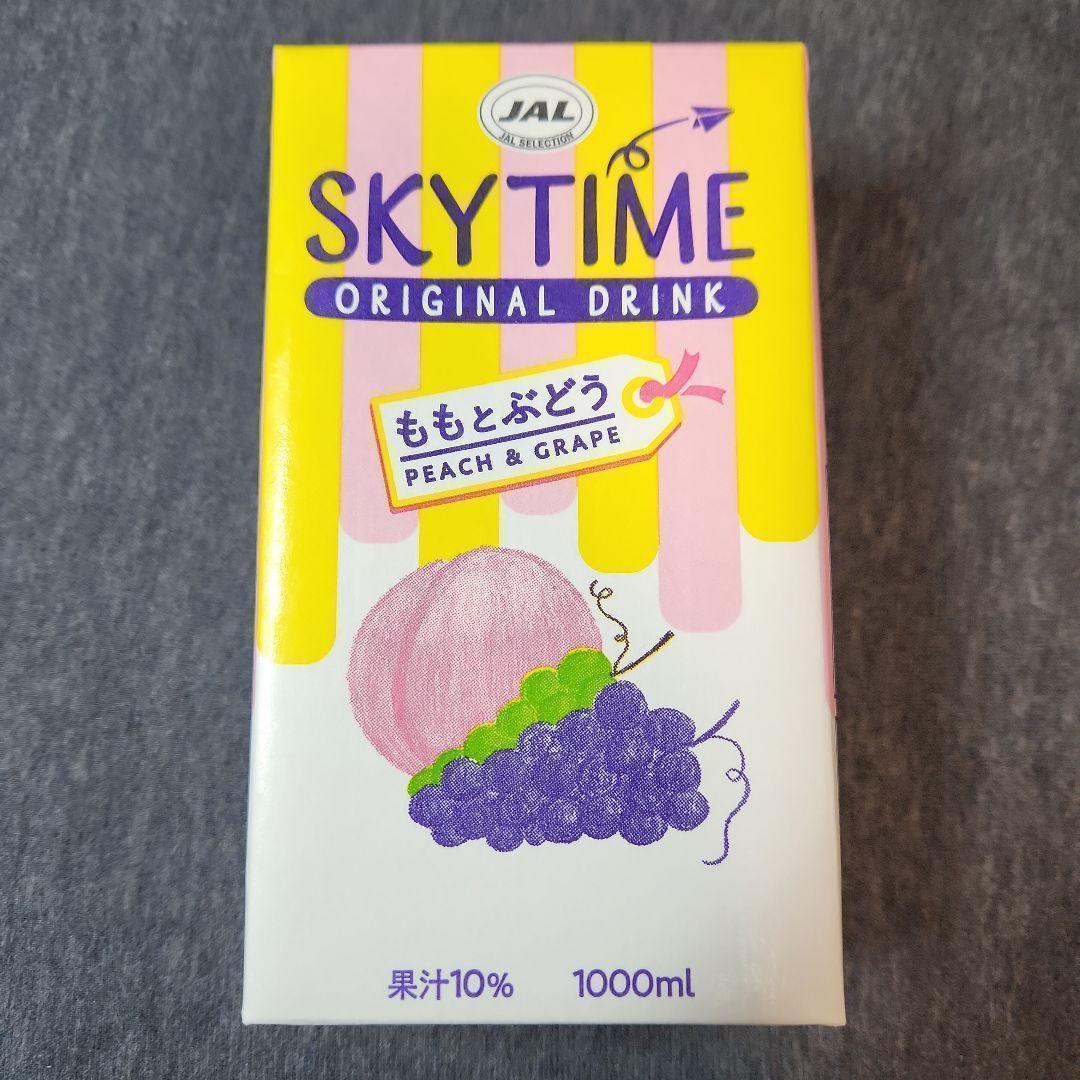 JAL
JAL SELECTION
SKYTIME
ORIGINAL DRINK
ももとぶどう
PEACH & GRAPE
果汁10% 1000ml